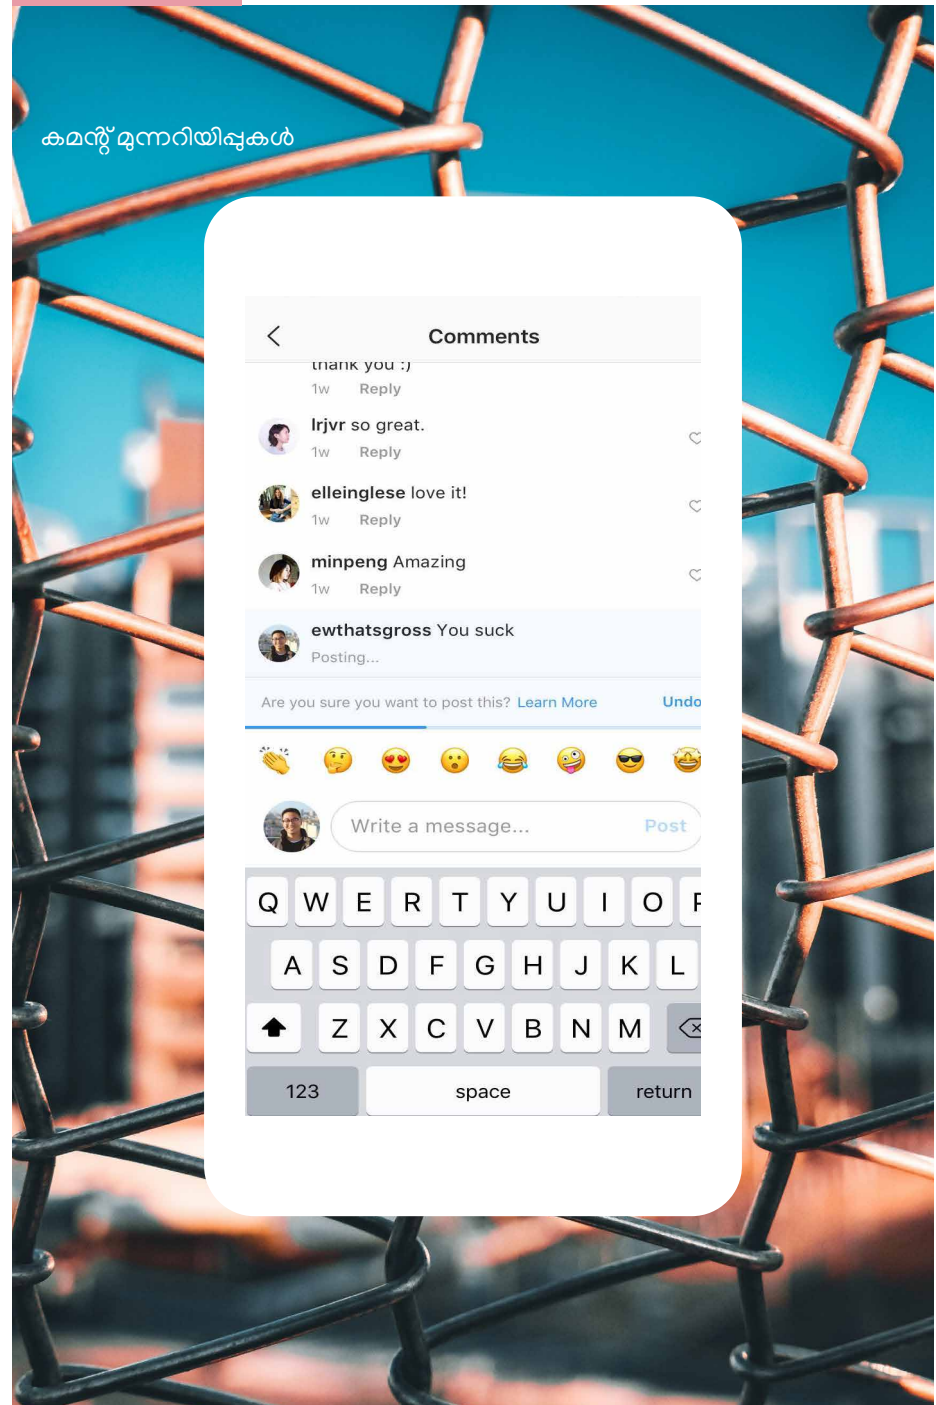 കമന്റ് മുന്നറിയിപ്പുകൾ
Comments
thank you :)
1w Reply
lrjvr so great.
1w Reply
elleinglese love it!
1w Reply
minpeng Amazing
1w Reply
ewthatsgross You suck
Posting...
Are you sure you want to post this? Learn More Undo
Write a message... Post
Q W E R T Y U I O P
A S D F G H J K L
Z X C V B N M
123 space return